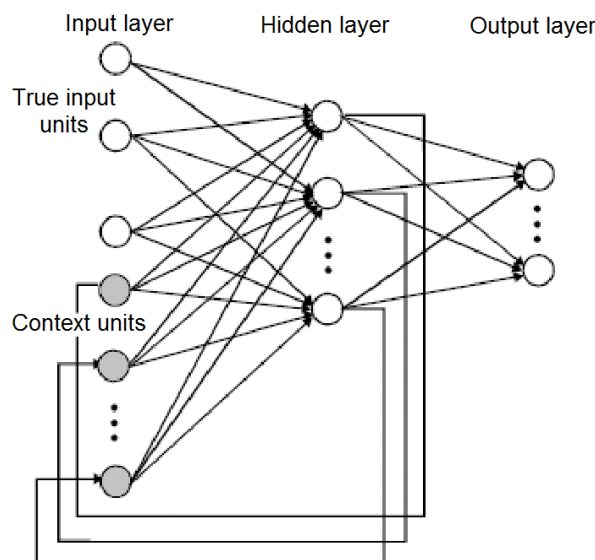 Input layer
Hidden layer
Output layer
True input
units
Context units